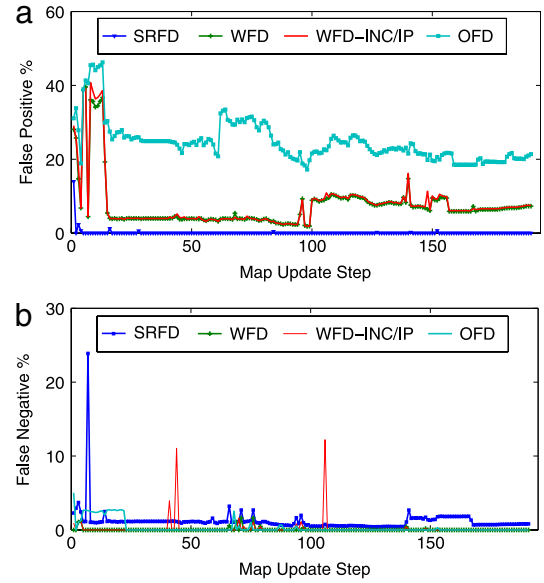 a
SRFD WFD WFD-INC/IP OFD
False Positive %
60
40
20
0
0 50 100 150
Map Update Step
b
SRFD WFD WFD-INC/IP OFD
False Negative %
30
20
10
0
0 50 100 150
Map Update Step